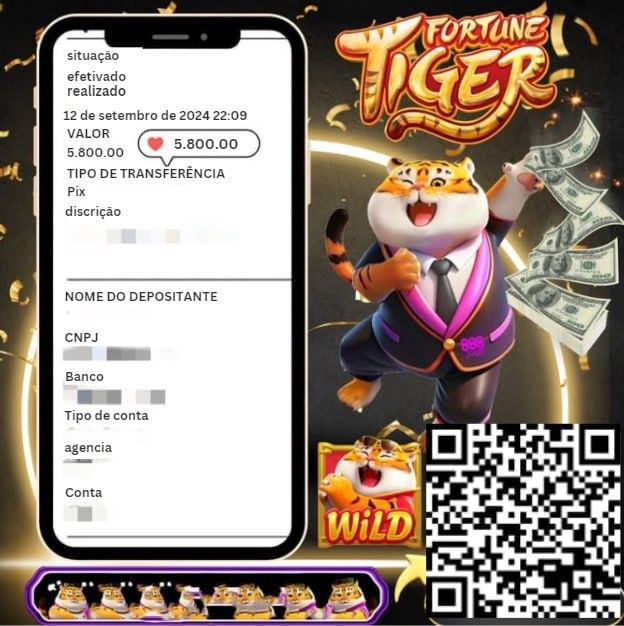 situação
efetivado
realizado
12 de setembro de 2024 22:09
VALOR
5.800.00
5.800.00
TIPO DE TRANSFERÊNCIA
Pix
discrição
NOME DO DEPOSITANTE
CNPJ
Banco
Tipo de conta
agencia
Conta
FORTUNE
TIGER
WiLD